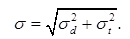 σ = √(σ_d² + σ_t²).